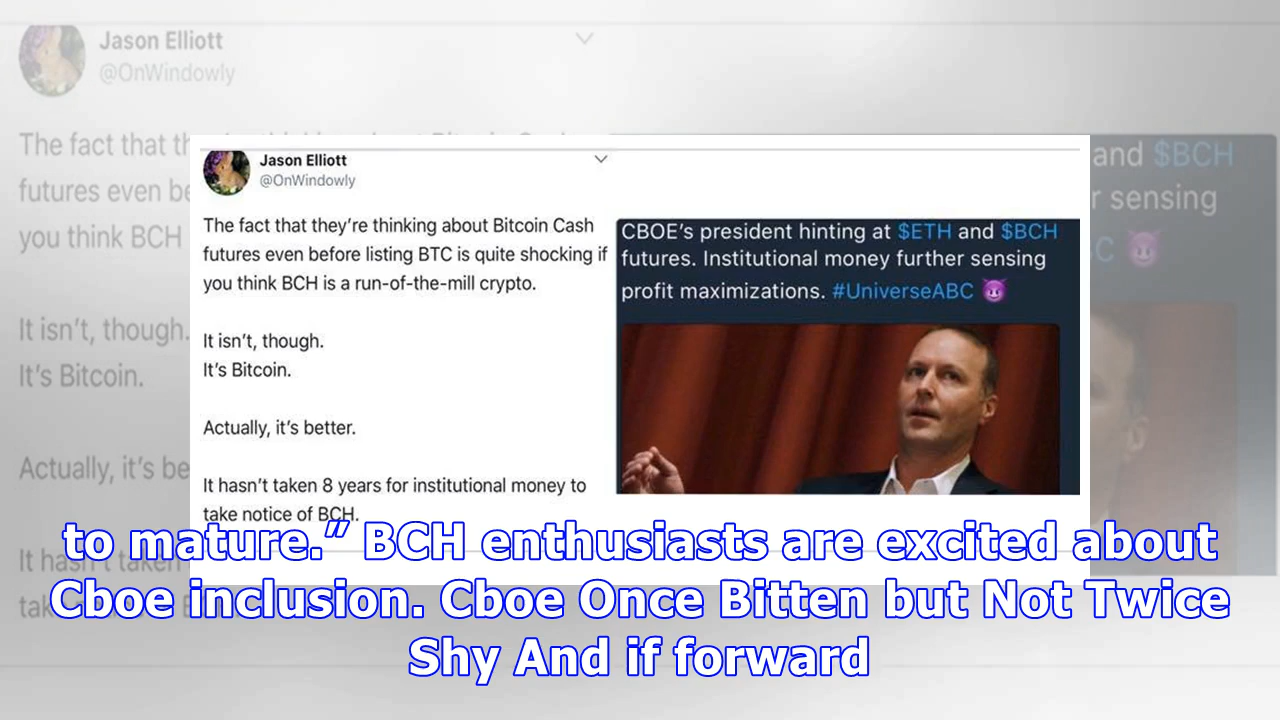 Jason Elliott
@OnWindowly
The fact that th
futures even be
you think BCH
It isn't, though.
It's Bitcoin.
Actually, it's be
and $BCH
r sensing
Jason Elliott
@OnWindowly
The fact that they're thinking about Bitcoin Cash
futures even before listing BTC is quite shocking if
you think BCH is a run-of-the-mill crypto.
It isn't, though.
It's Bitcoin.
Actually, it's better.
It hasn't taken 8 years for institutional money to
take notice of BCH.
CBOE's president hinting at $ETH and $BCH
futures. Institutional money further sensing
profit maximizations. #UniverseABC 😈
to mature.” BCH enthusiasts are excited about
Cboe inclusion. Cboe Once Bitten but Not Twice
Shy And if forward